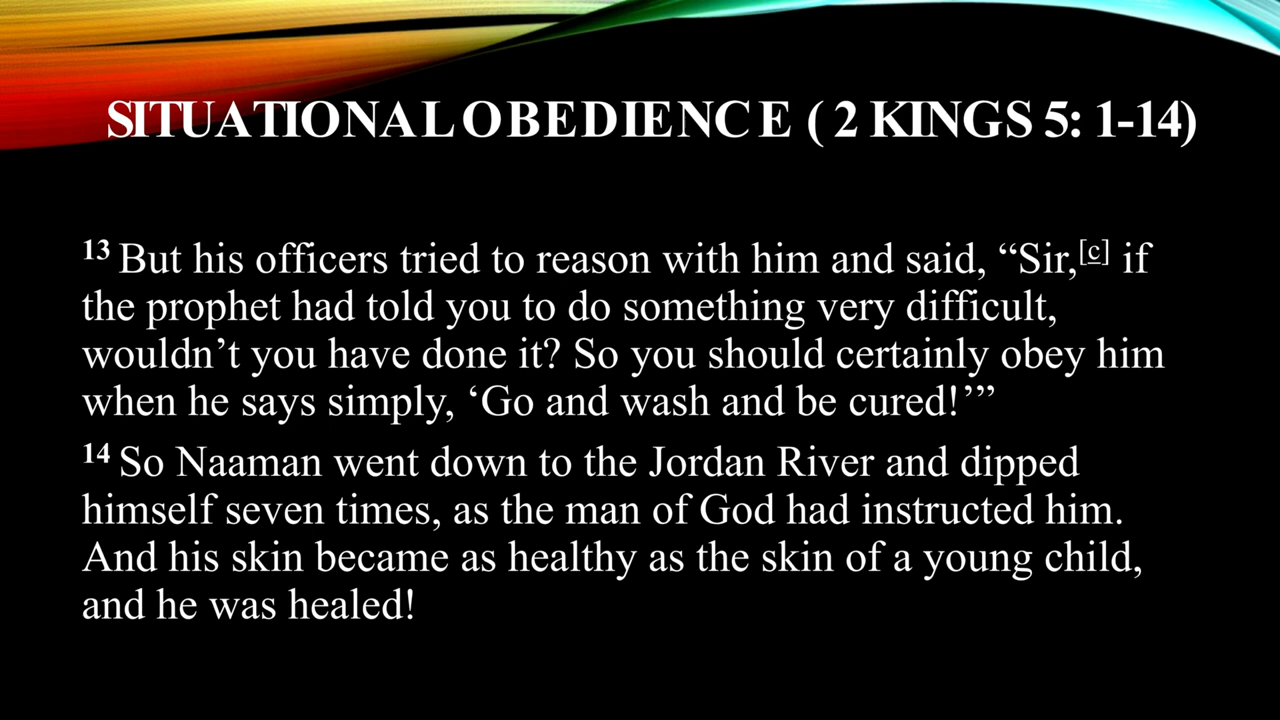 SITUATIONAL OBEDIENCE ( 2 KINGS 5: 1-14)
13 But his officers tried to reason with him and said, “Sir,[c] if
the prophet had told you to do something very difficult,
wouldn’t you have done it? So you should certainly obey him
when he says simply, ‘Go and wash and be cured!’”
14 So Naaman went down to the Jordan River and dipped
himself seven times, as the man of God had instructed him.
And his skin became as healthy as the skin of a young child,
and he was healed!